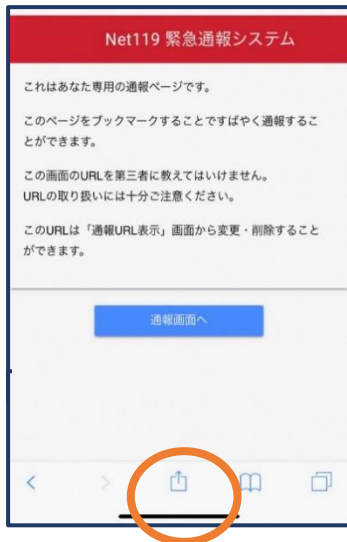 Net119 緊急通報システム
これはあなた専用の通報ページです。
このページをブックマークすることですばやく通報するこ
とができます。
この画面のURLを第三者に教えてはいけません。
URLの取り扱いには十分ご注意ください。
このURLは「通報URL表示」画面から変更・削除すること
ができます。
通報画面へ